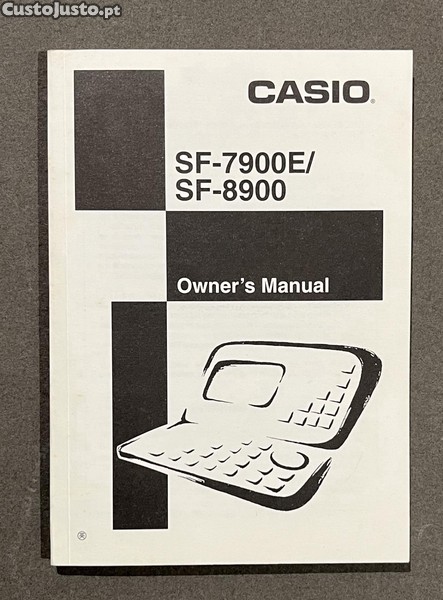 CustoJusto.pt
CASIO®
SF-7900E/
SF-8900
Owner's Manual